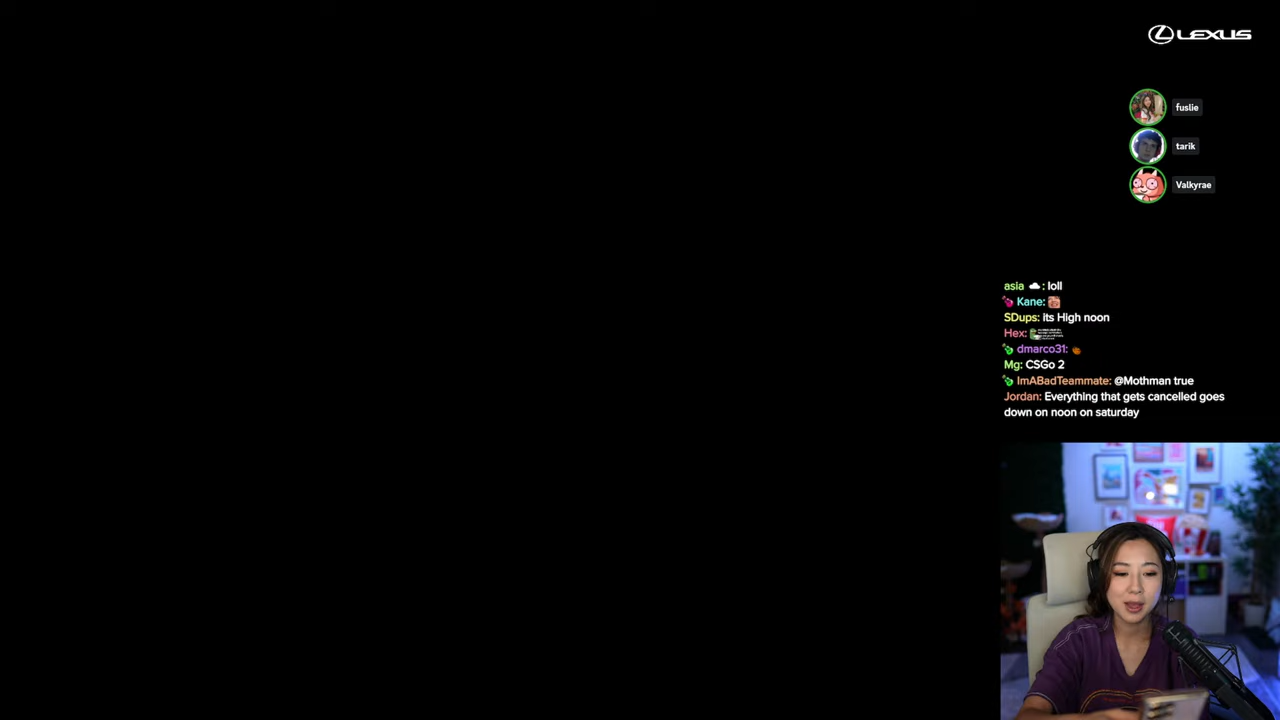 LEXUS
fuslie
tarik
Valkyrae
asia ☁: loll
Kane:
SDups: its High noon
Hex:
dmarco31:
Mg: CSGo 2
ImABadTeammate: @Mothman true
Jordan: Everything that gets cancelled goes
down on noon on saturday